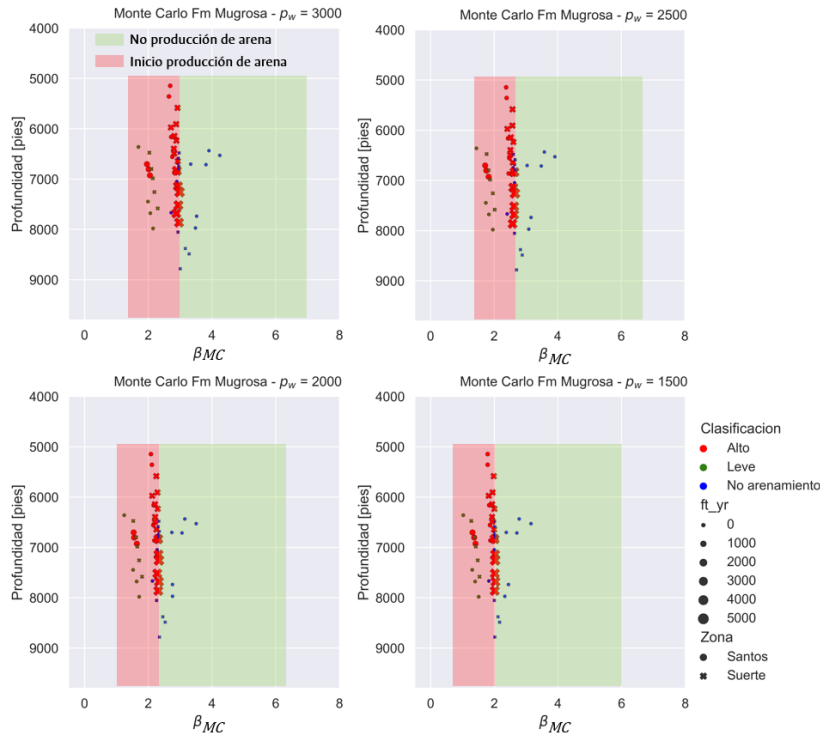 Monte Carlo Fm Mugrosa - p_w = 3000
4000
5000
6000
7000
8000
9000
Profundidad [pies]
No producción de arena
Inicio producción de arena
0 2 4 6 8
β_MC
Monte Carlo Fm Mugrosa - p_w = 2500
4000
5000
6000
7000
8000
9000
Profundidad [pies]
0 2 4 6 8
β_MC
Monte Carlo Fm Mugrosa - p_w = 2000
4000
5000
6000
7000
8000
9000
Profundidad [pies]
0 2 4 6 8
β_MC
Monte Carlo Fm Mugrosa - p_w = 1500
4000
5000
6000
7000
8000
9000
Profundidad [pies]
0 2 4 6 8
β_MC
Clasificacion
Alto
Leve
No arenamiento
ft_yr
0
1000
2000
3000
4000
5000
Zona
Santos
Suerte